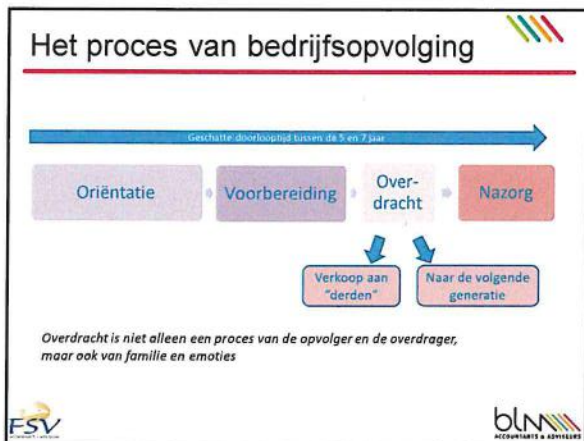 Het proces van bedrijfsopvolging
Geschatte doorlooptijd tussen de 5 en 7 jaar
Oriëntatie
Voorbereiding
Over-
dracht
Nazorg
Verkoop aan
"derden"
Naar de volgende
generatie
Overdracht is niet alleen een proces van de opvolger en de overdrager,
maar ook van familie en emoties
FSV
blm
ACCOUNTANTS & ADVISEURS